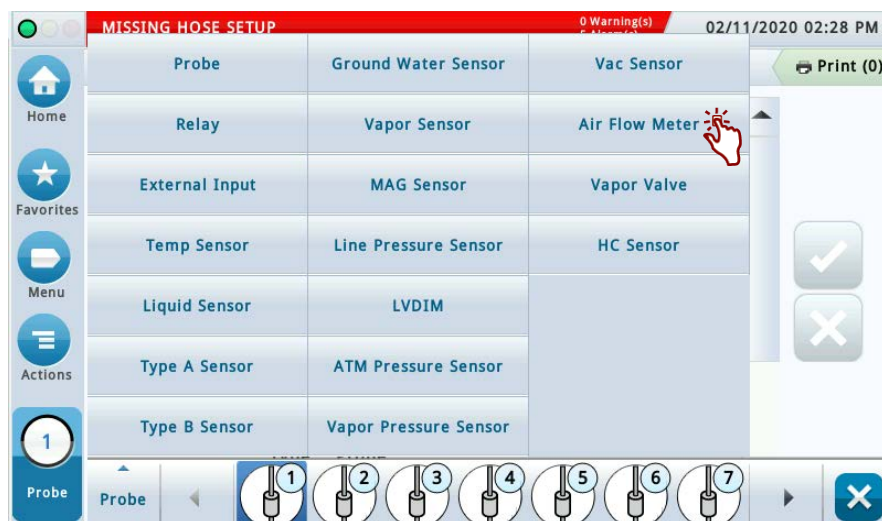 MISSING HOSE SETUP
0 Warning(s)
5 Alarm(s)
02/11/2020 02:28 PM
Print (0)
Home
Favorites
Menu
Actions
1
Probe
Probe
Ground Water Sensor
Vac Sensor
Relay
Vapor Sensor
Air Flow Meter
External Input
MAG Sensor
Vapor Valve
Temp Sensor
Line Pressure Sensor
HC Sensor
Liquid Sensor
LVDIM
Type A Sensor
ATM Pressure Sensor
Type B Sensor
Vapor Pressure Sensor
Probe
1
2
3
4
5
6
7